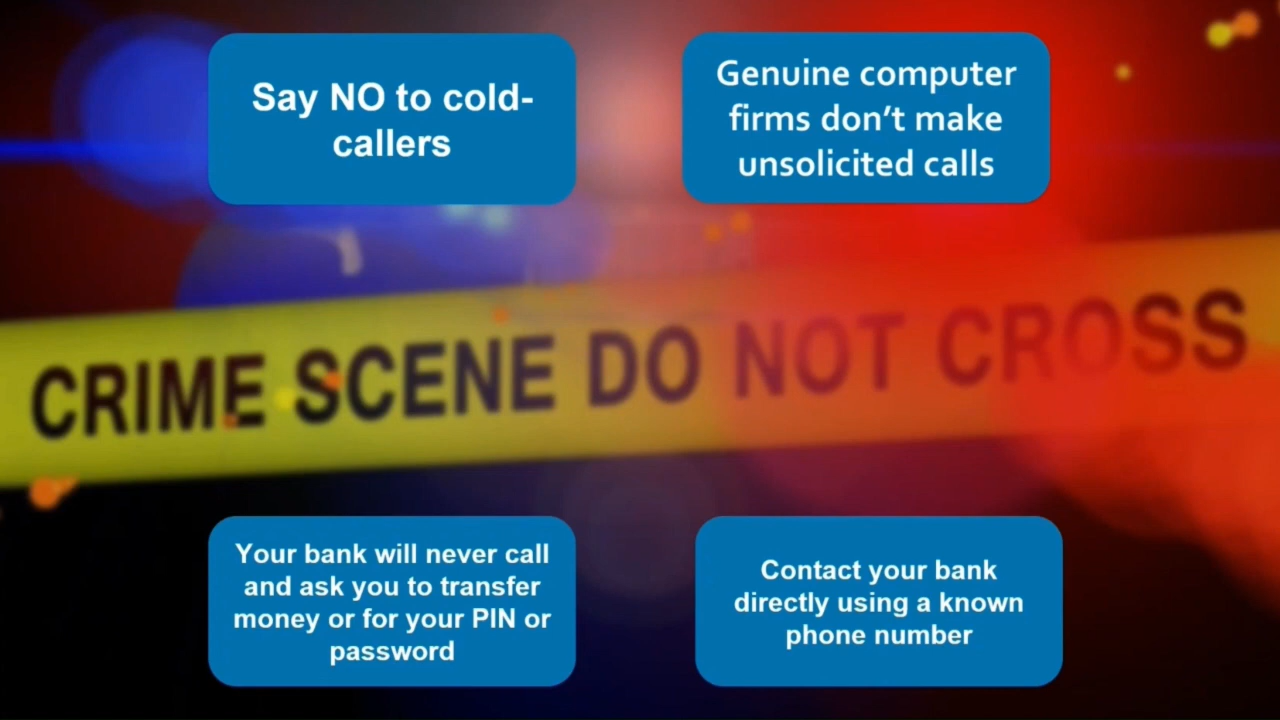 Say NO to cold-
callers
Genuine computer
firms don’t make
unsolicited calls
CRIME SCENE DO NOT CROSS
Your bank will never call
and ask you to transfer
money or for your PIN or
password
Contact your bank
directly using a known
phone number